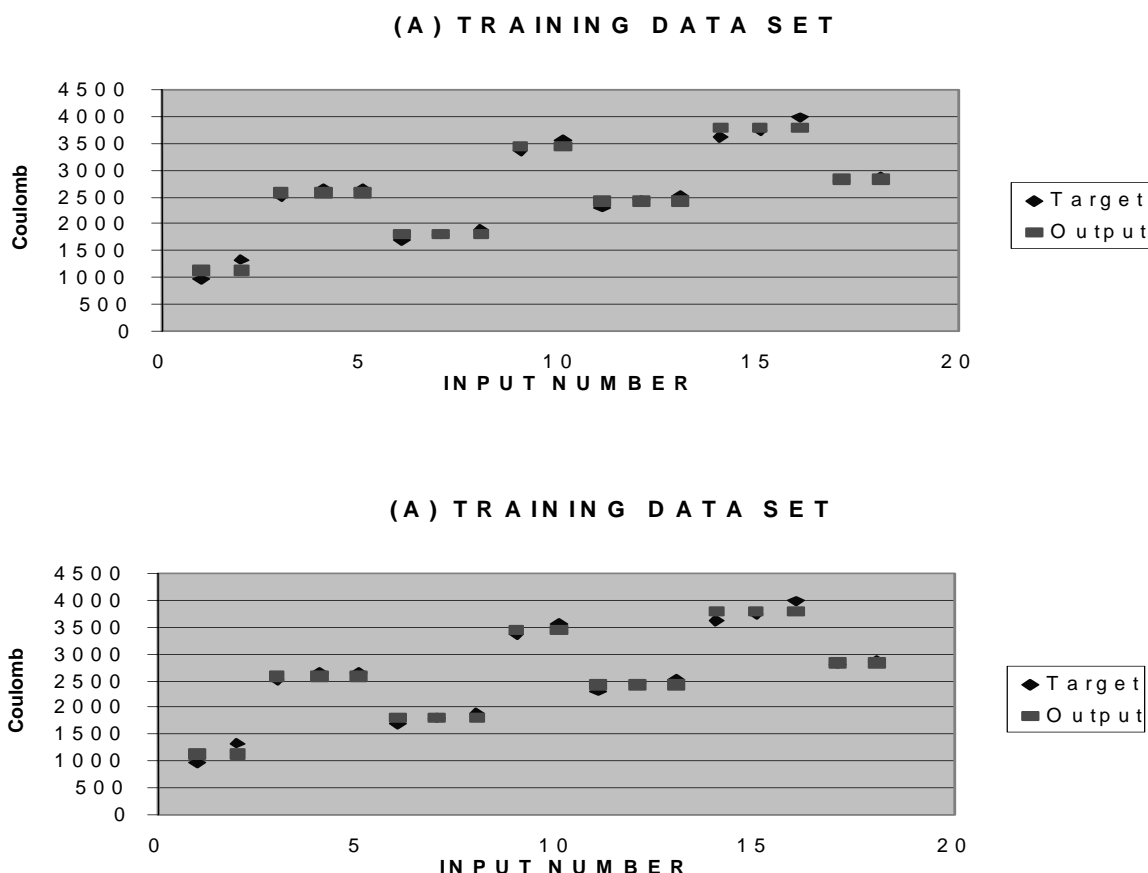 (A) TRAINING DATA SET
4500
4000
3500
3000
2500
2000
1500
1000
500
0
Coulomb
0 5 10 15 20
INPUT NUMBER
Target
Output
(A) TRAINING DATA SET
4500
4000
3500
3000
2500
2000
1500
1000
500
0
Coulomb
0 5 10 15 20
INPUT NUMBER
Target
Output